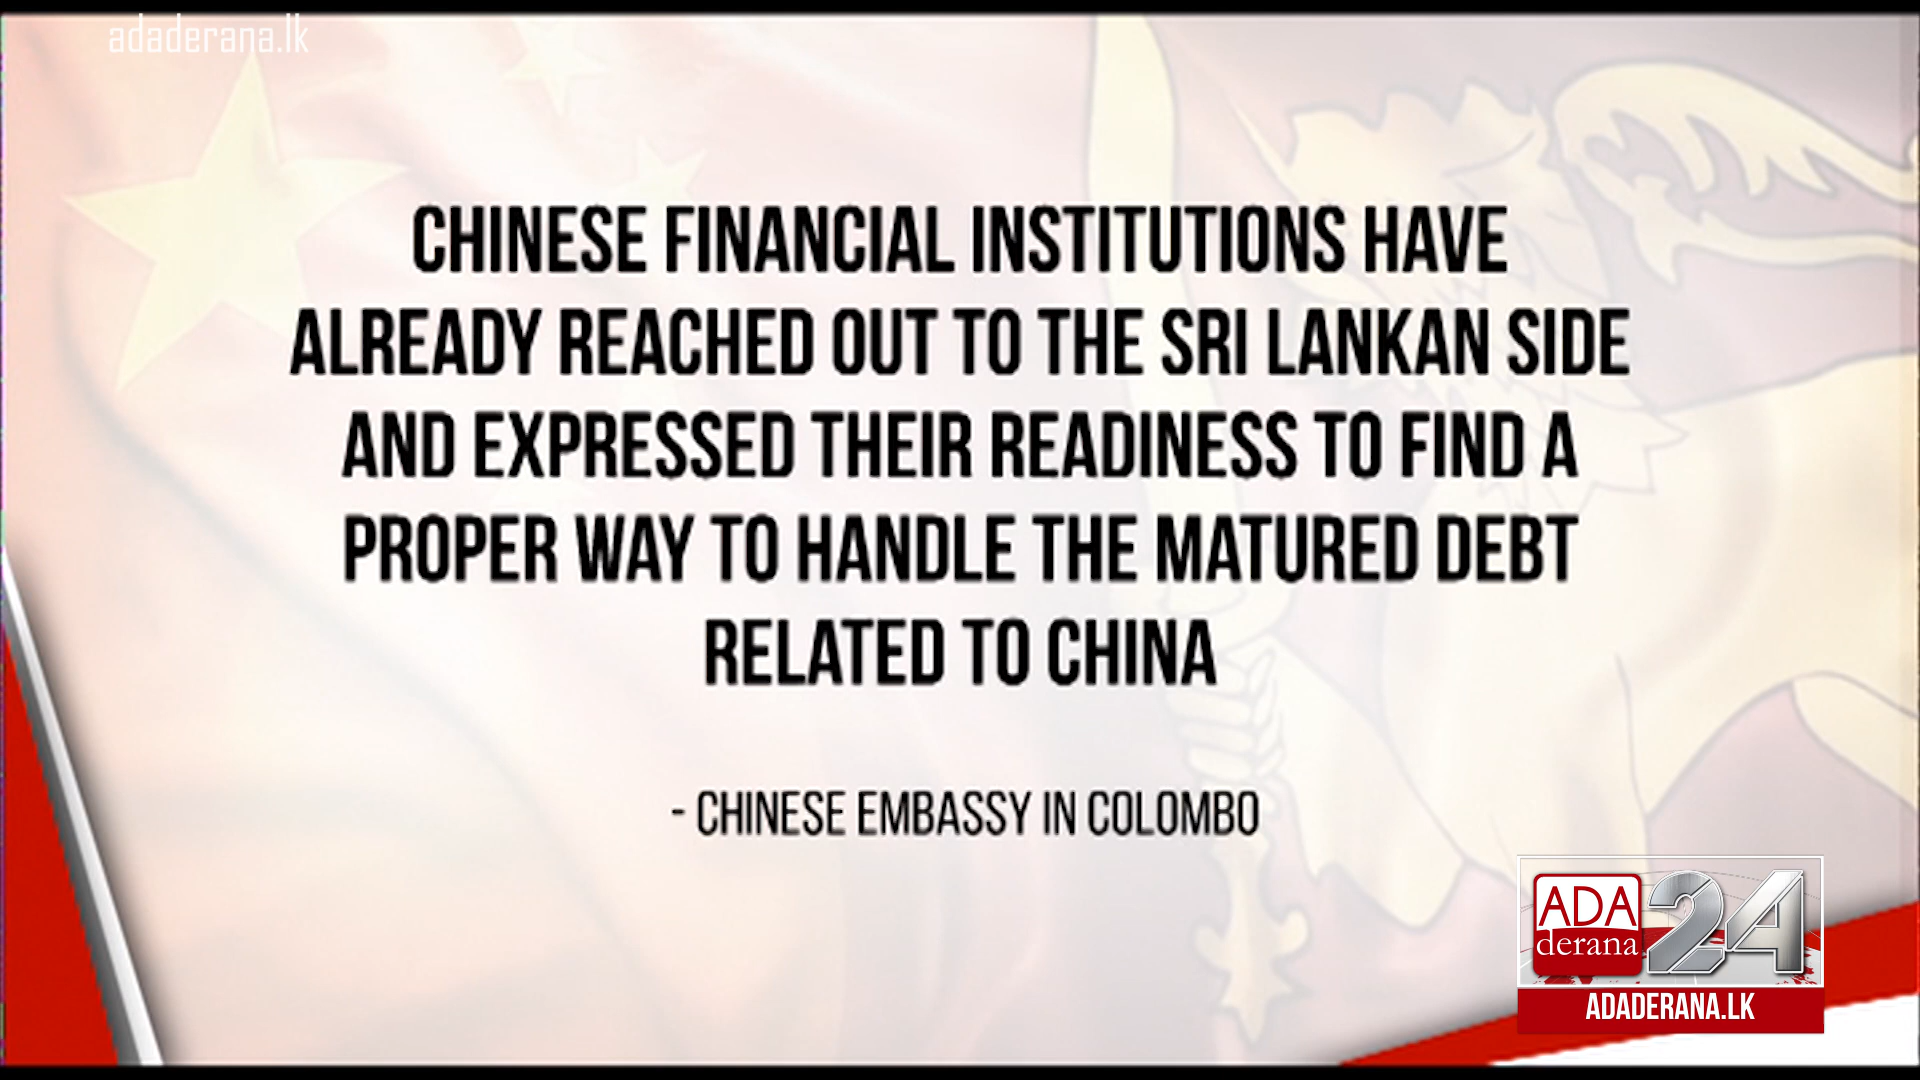 adaderana.lk
CHINESE FINANCIAL INSTITUTIONS HAVE
ALREADY REACHED OUT TO THE SRI LANKAN SIDE
AND EXPRESSED THEIR READINESS TO FIND A
PROPER WAY TO HANDLE THE MATURED DEBT
RELATED TO CHINA
- CHINESE EMBASSY IN COLOMBO
ADA
derana
24
ADADERANA.LK